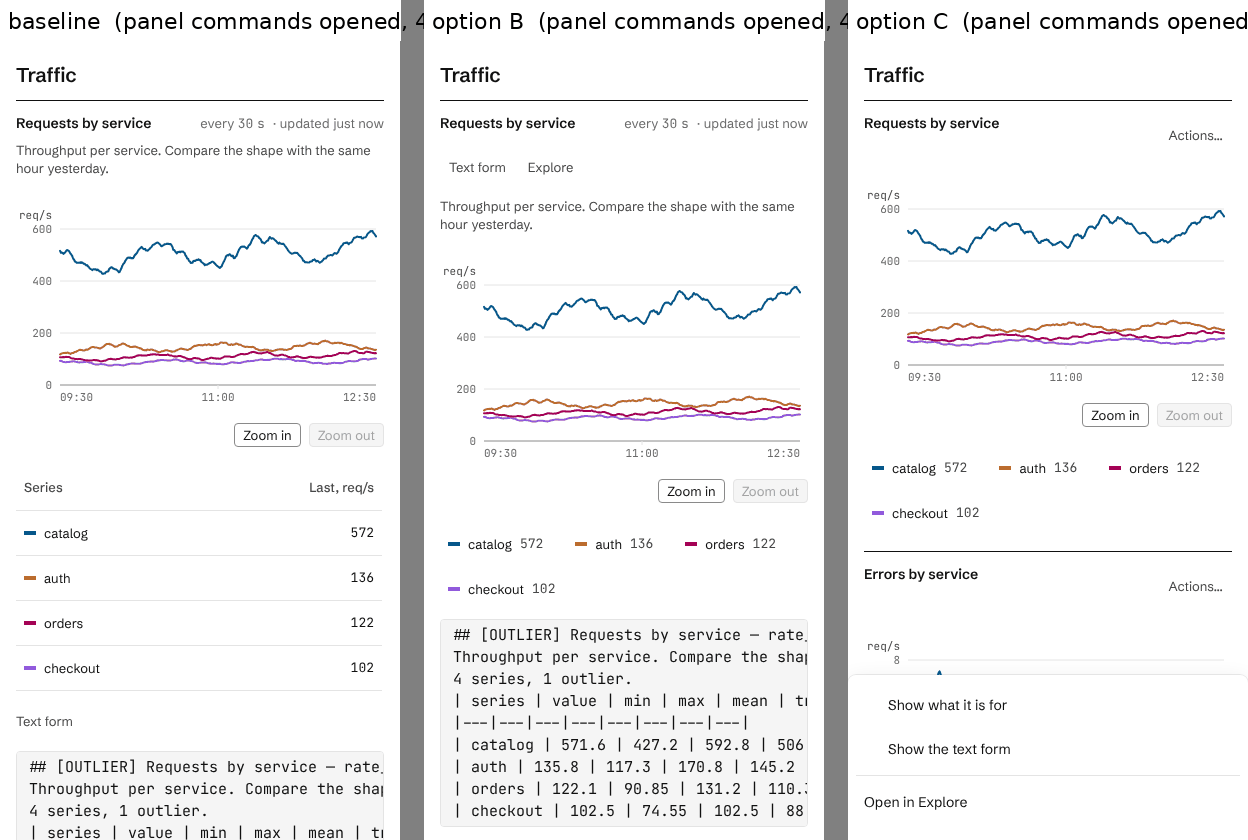 baseline (panel commands opened, 4
Traffic
Requests by service every 30 s · updated just now
Throughput per service. Compare the shape with the same
hour yesterday.
req/s
600
400
200
0
09:30 11:00 12:30
Zoom in Zoom out
Series Last, req/s
catalog 572
auth 136
orders 122
checkout 102
Text form
## [OUTLIER] Requests by service — rate_
Throughput per service. Compare the shap
4 series, 1 outlier.
| series | value | min | max | mean | tr
option B (panel commands opened, 4
Traffic
Requests by service every 30 s · updated just now
Text form Explore
Throughput per service. Compare the shape with the same
hour yesterday.
req/s
600
400
200
0
09:30 11:00 12:30
Zoom in Zoom out
catalog 572 auth 136 orders 122
checkout 102
## [OUTLIER] Requests by service — rate_
Throughput per service. Compare the shap
4 series, 1 outlier.
| series | value | min | max | mean | tr
|---|---|---|---|---|---|---|
| catalog | 571.6 | 427.2 | 592.8 | 506
| auth | 135.8 | 117.3 | 170.8 | 145.2
| orders | 122.1 | 90.85 | 131.2 | 110.3
| checkout | 102.5 | 74.55 | 102.5 | 88
option C (panel commands opened
Traffic
Requests by service
Actions…
req/s
600
400
200
0
09:30 11:00 12:30
Zoom in Zoom out
catalog 572 auth 136 orders 122
checkout 102
Errors by service
Actions…
req/s
8
Show what it is for
Show the text form
Open in Explore